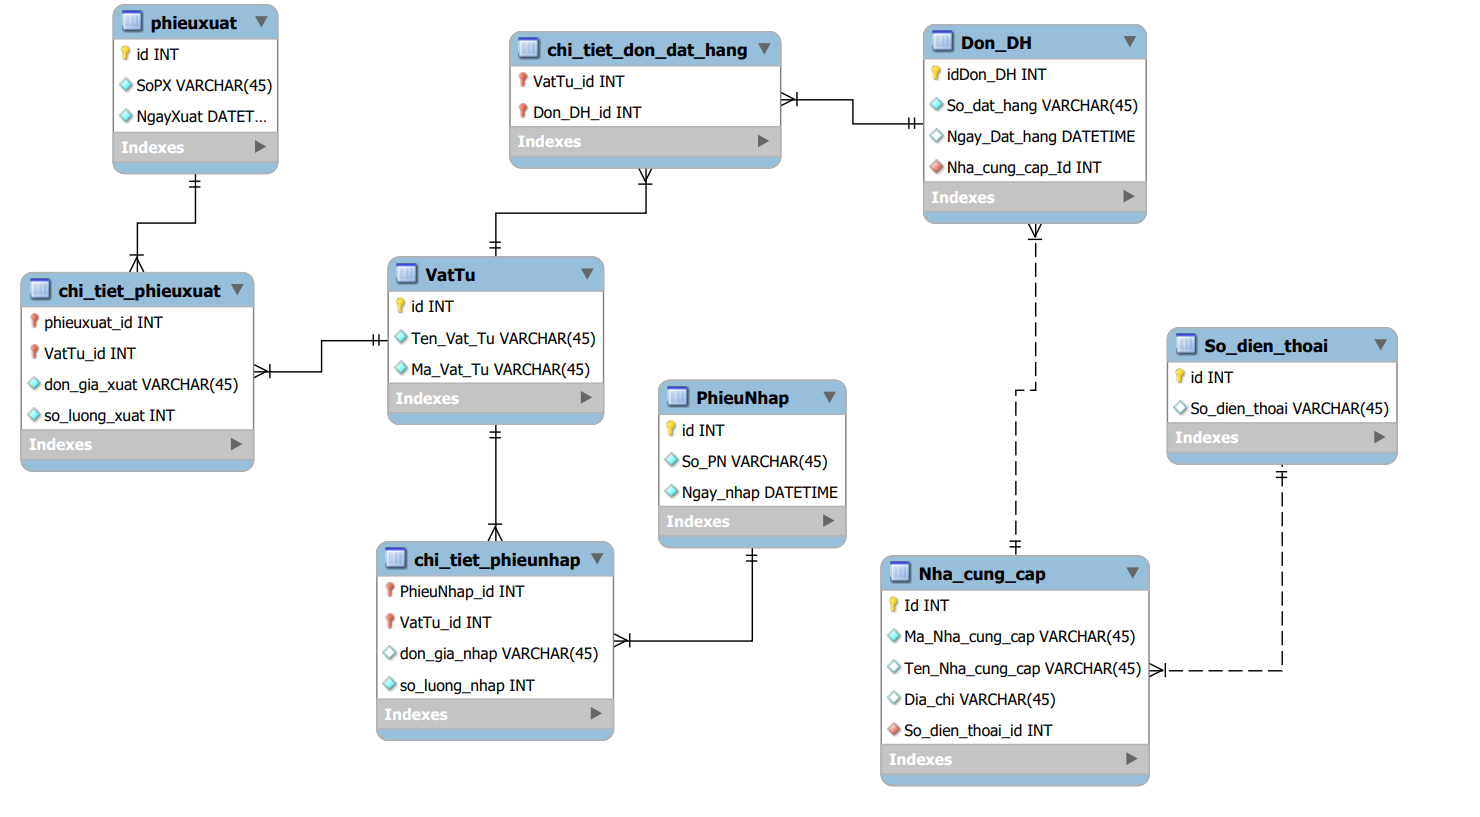 phieuxuat
id INT
SoPX VARCHAR(45)
NgayXuat DATET...
Indexes
chi_tiet_don_dat_hang
VatTu_id INT
Don_DH_id INT
Indexes
Don_DH
idDon_DH INT
So_dat_hang VARCHAR(45)
Ngay_Dat_hang DATETIME
Nha_cung_cap_Id INT
Indexes
chi_tiet_phieuxuat
phieuxuat_id INT
VatTu_id INT
don_gia_xuat VARCHAR(45)
so_luong_xuat INT
Indexes
VatTu
id INT
Ten_Vat_Tu VARCHAR(45)
Ma_Vat_Tu VARCHAR(45)
Indexes
PhieuNhap
id INT
So_PN VARCHAR(45)
Ngay_nhap DATETIME
Indexes
So_dien_thoai
id INT
So_dien_thoai VARCHAR(45)
Indexes
chi_tiet_phieunhap
PhieuNhap_id INT
VatTu_id INT
don_gia_nhap VARCHAR(45)
so_luong_nhap INT
Indexes
Nha_cung_cap
Id INT
Ma_Nha_cung_cap VARCHAR(45)
Ten_Nha_cung_cap VARCHAR(45)
Dia_chi VARCHAR(45)
So_dien_thoai_id INT
Indexes